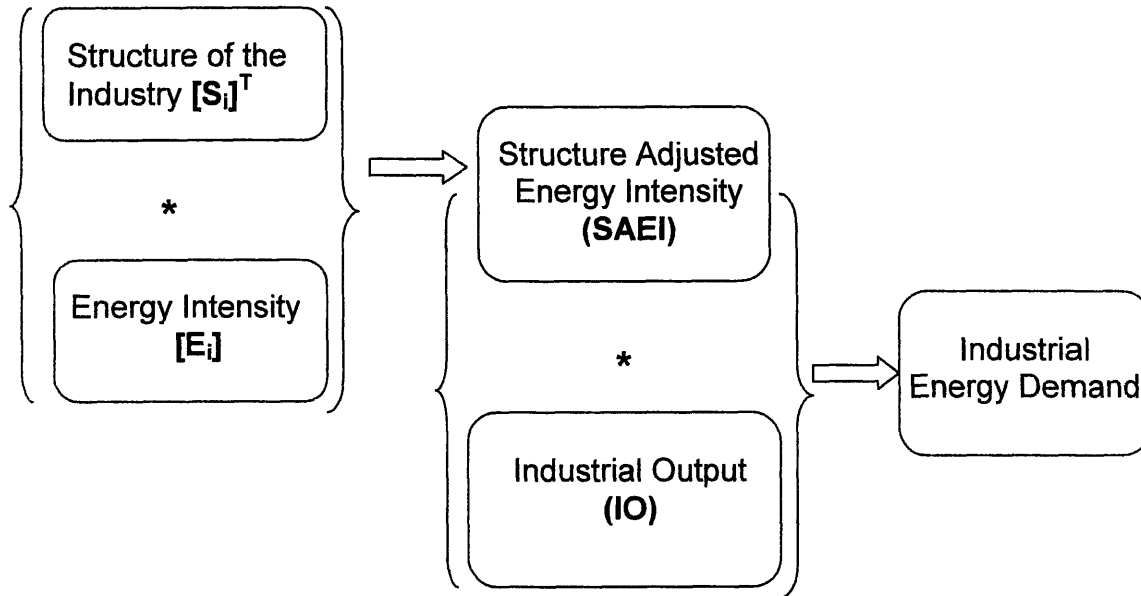 Structure of the
Industry [Si]T
*
Energy Intensity
[Ei]
Structure Adjusted
Energy Intensity
(SAEI)
*
Industrial Output
(IO)
Industrial
Energy Demand